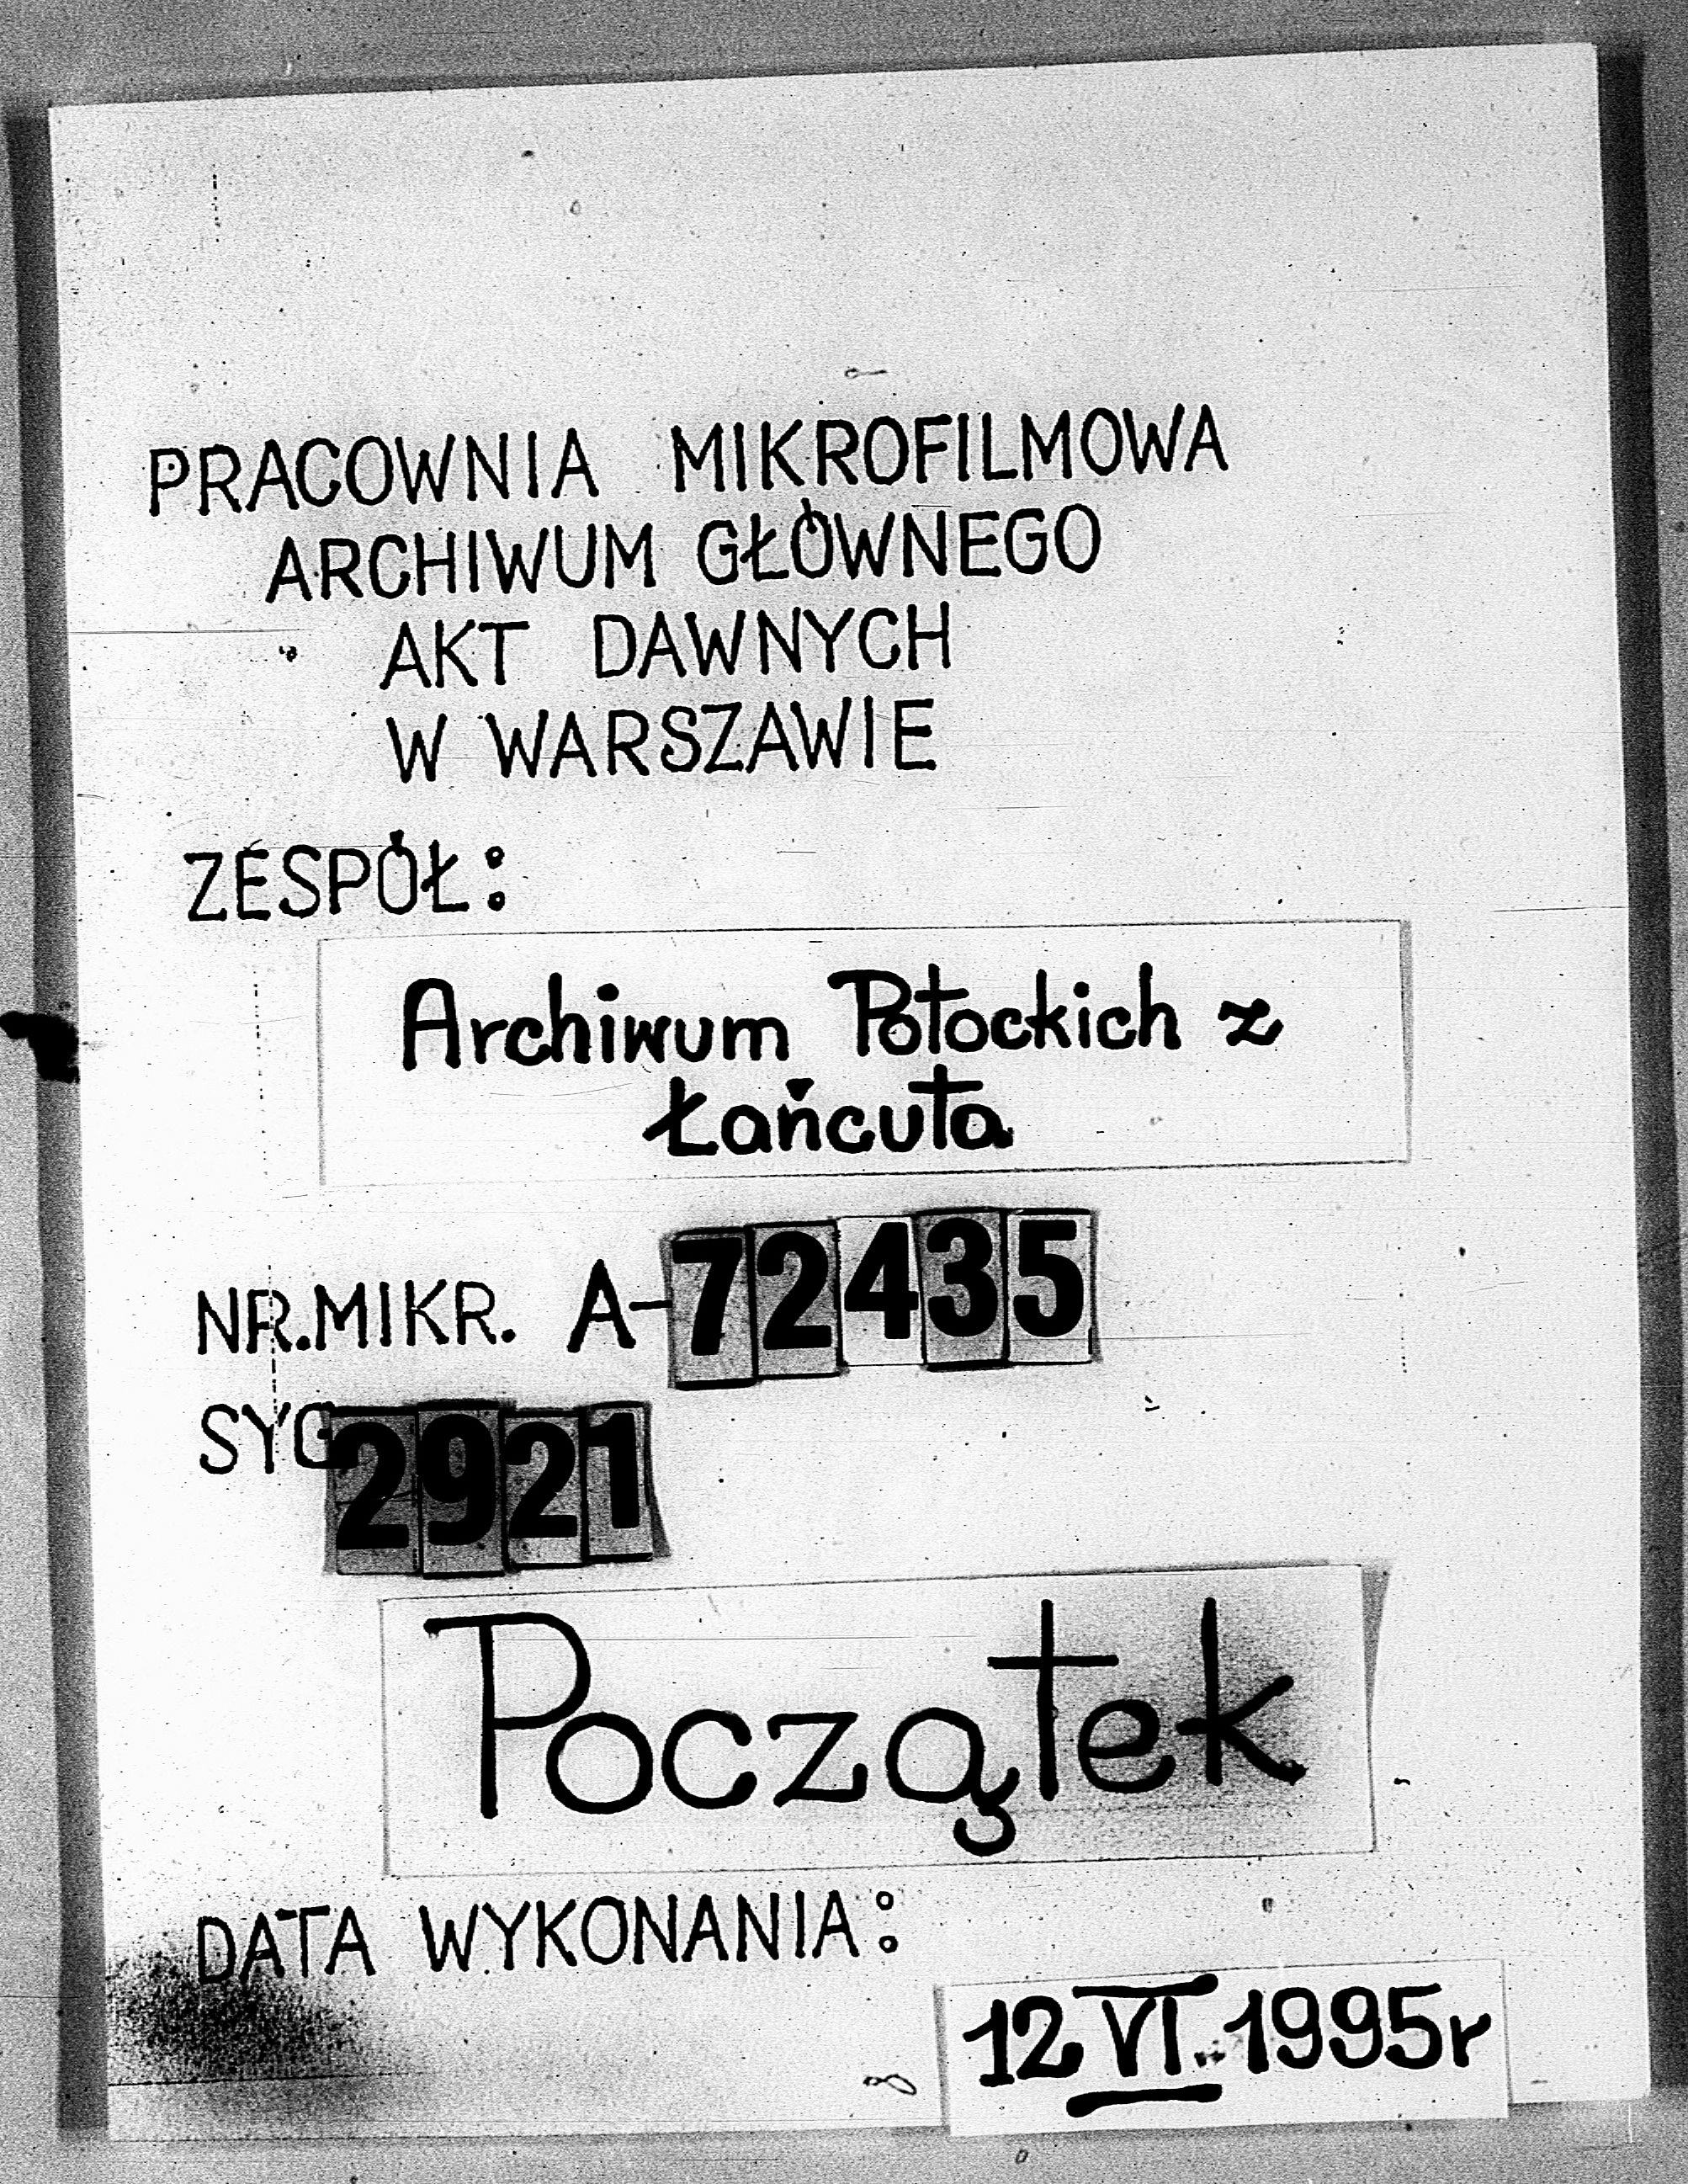 PRACOWNIA MIKROFILMOWA
ARCHIWUM GŁÓWNEGO
AKT DAWNYCH
W WARSZAWIE
ZESPÓŁ:
Archiwum Potockich z
Łańcuta
NR.MIKR. A-72435
SYG 2921
Początek
DATA WYKONANIA:
12 VI. 1995r